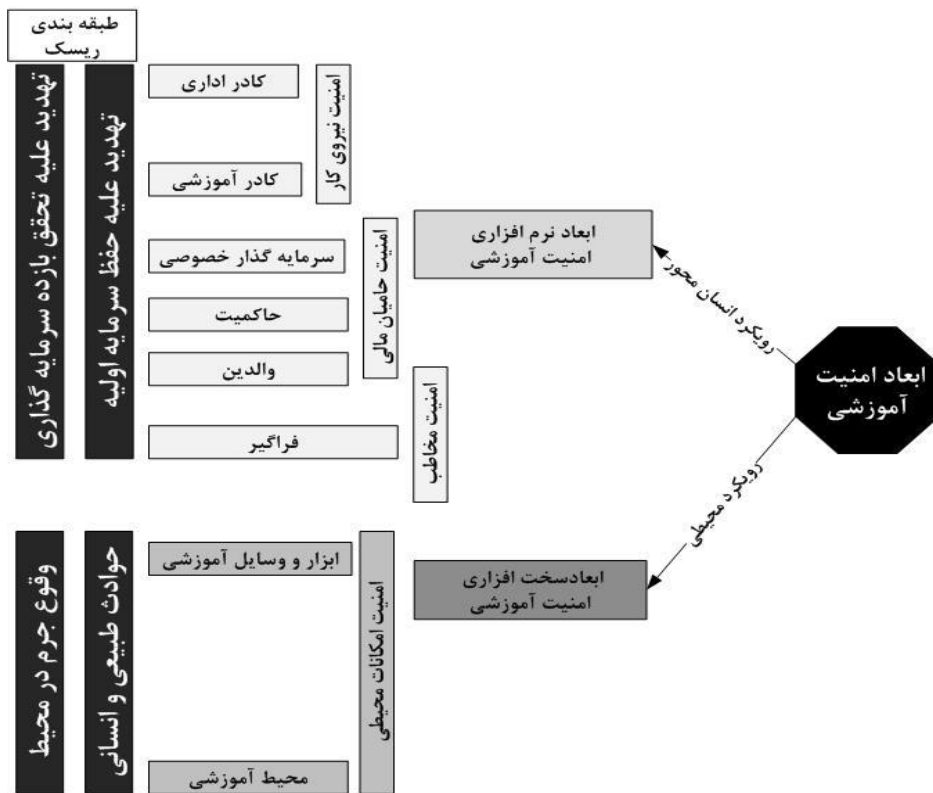 طبقه بندی
ریسک
ابعاد امنیت
آموزشی
رویکرد انسان محور
ابعاد نرم افزاری
امنیت آموزشی
امنیت نیروی کار
کادر اداری
کادر آموزشی
امنیت حامیان مالی
سرمایه گذار خصوصی
حاکمیت
والدین
امنیت مخاطب
فراگیر
تهدید علیه حفظ سرمایه اولیه
تهدید علیه تحقق بازده سرمایه گذاری
رویکرد محیطی
ابعادسخت افزاری
امنیت آموزشی
امنیت امکانات محیطی
ابزار و وسایل آموزشی
محیط آموزشی
حوادث طبیعی و انسانی
وقوع جرم در محیط